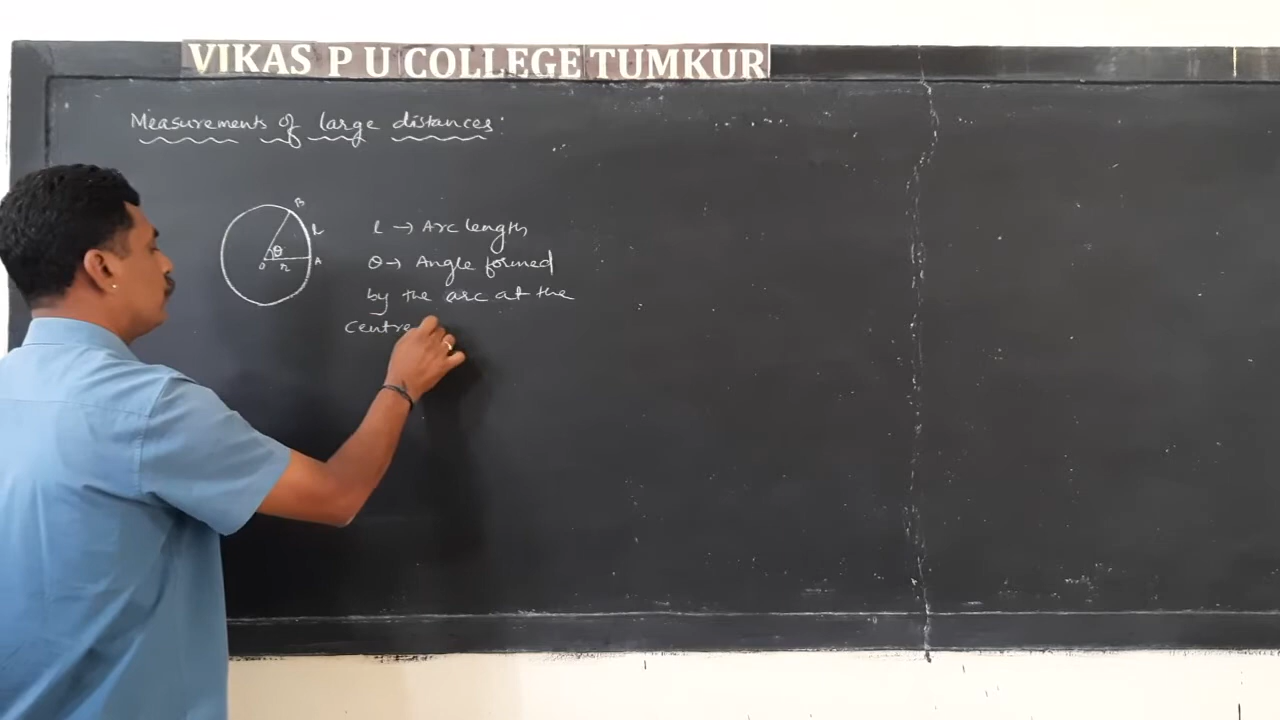 VIKAS P U COLLEGE TUMKUR
Measurements of large distances:
B
l
θ
O r A
l → Arc length
θ → Angle formed
by the arc at the
centre